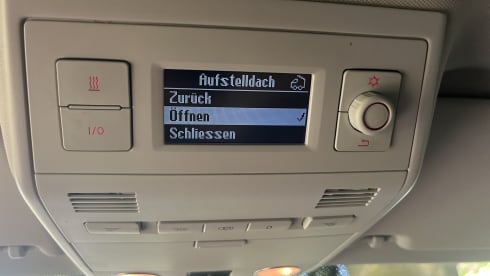 Aufstelldach
Zurück
Öffnen
Schliessen
I/O